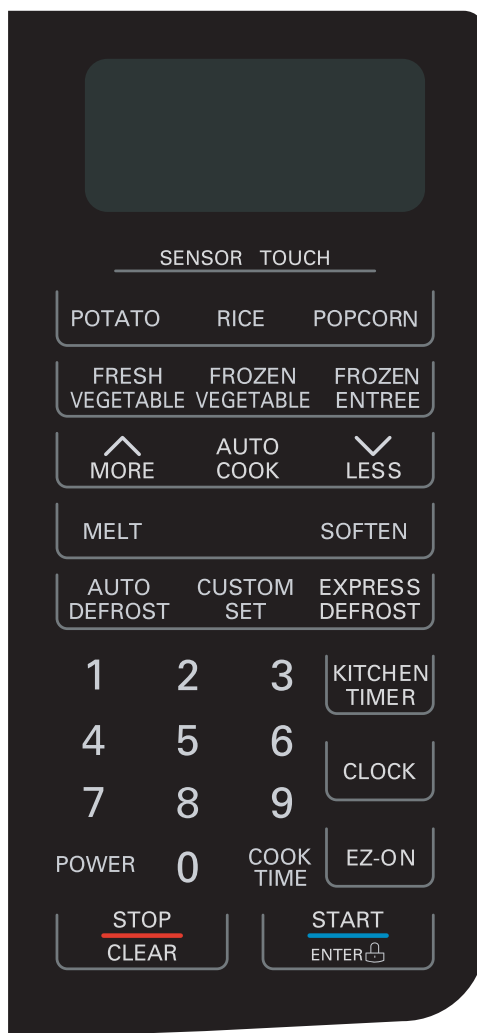 SENSOR TOUCH
POTATO RICE POPCORN
FRESH FROZEN FROZEN
VEGETABLE VEGETABLE ENTREE
MORE AUTO COOK LESS
MELT SOFTEN
AUTO CUSTOM EXPRESS
DEFROST SET DEFROST
1 2 3 KITCHEN TIMER
4 5 6
CLOCK
7 8 9
POWER 0 COOK TIME EZ-ON
STOP START
CLEAR ENTER